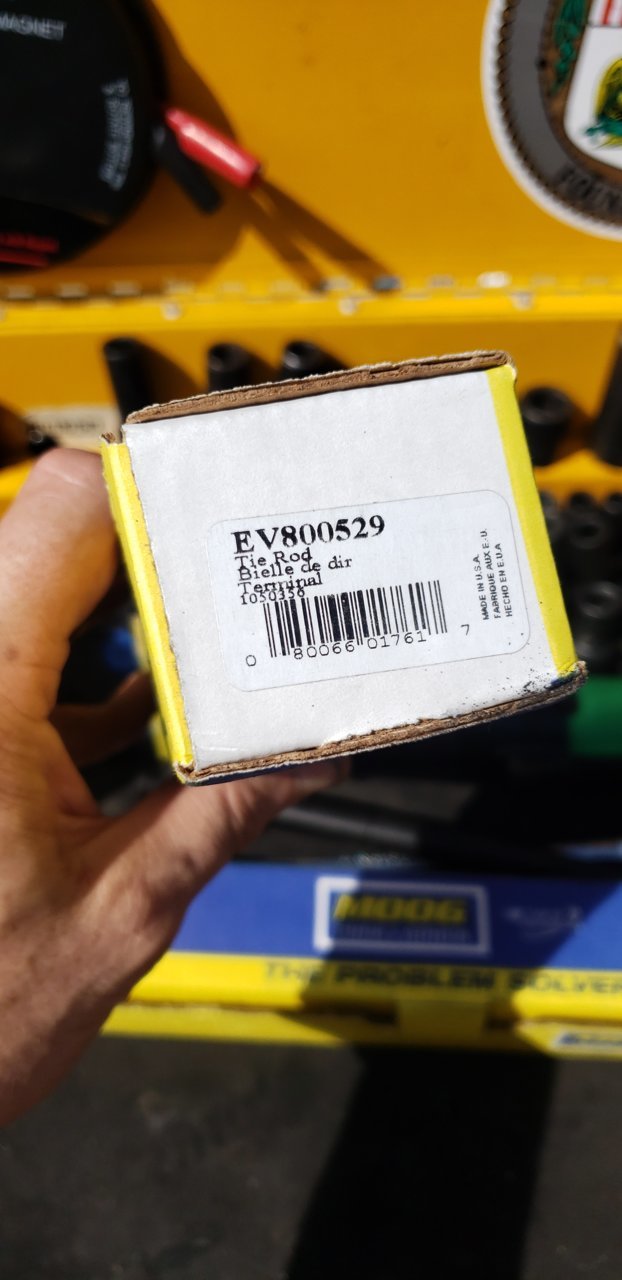 MAGNET
EV800529
Tie Rod
Bielle de dir
Terminal
1050358
0 80066 01761 7
MADE IN U.S.A.
FABRIQUE AUX E.-U.
HECHO EN E.U.A
MOOG
THE PROBLEM SOLVER